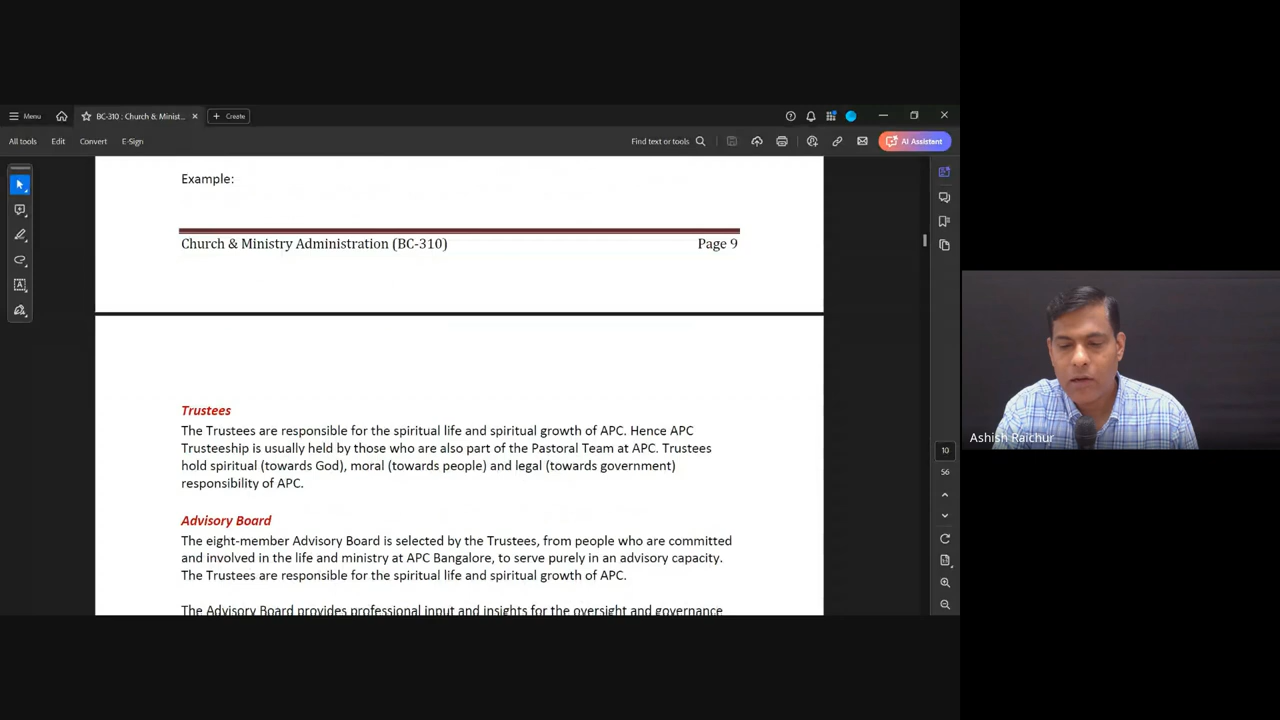 Menu
BC-310 : Church & Minist...
Create
All tools
Edit
Convert
E-Sign
Find text or tools
AI Assistant
Example:
Church & Ministry Administration (BC-310)
Page 9
Trustees
The Trustees are responsible for the spiritual life and spiritual growth of APC. Hence APC
Trusteeship is usually held by those who are also part of the Pastoral Team at APC. Trustees
hold spiritual (towards God), moral (towards people) and legal (towards government)
responsibility of APC.
Advisory Board
The eight-member Advisory Board is selected by the Trustees, from people who are committed
and involved in the life and ministry at APC Bangalore, to serve purely in an advisory capacity.
The Trustees are responsible for the spiritual life and spiritual growth of APC.
The Advisory Board provides professional input and insights for the oversight and governance
10
56
Ashish Raichur